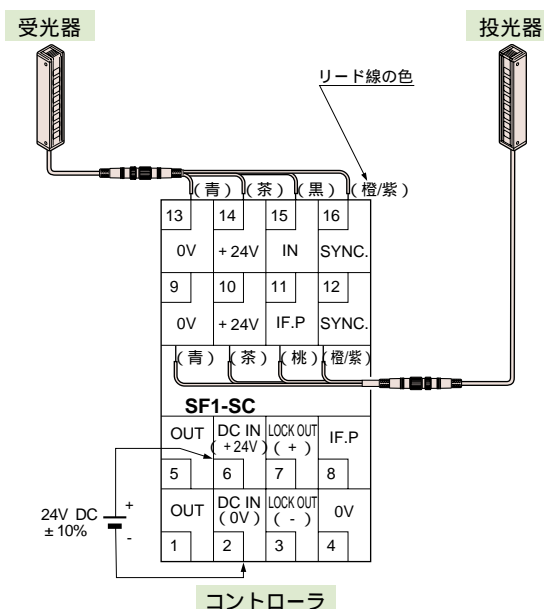 受光器 投光器
リード線の色
(青) (茶) (黒) (橙/紫)
13 14 15 16
0V +24V IN SYNC.
9 10 11 12
0V +24V IF.P SYNC.
(青) (茶) (桃) (橙/紫)
SF1-SC
OUT DC IN LOCK OUT IF.P
(+24V) (+)
5 6 7 8
24V DC + OUT DC IN LOCK OUT 0V
±10% - (0V) (-)
1 2 3 4
コントローラ